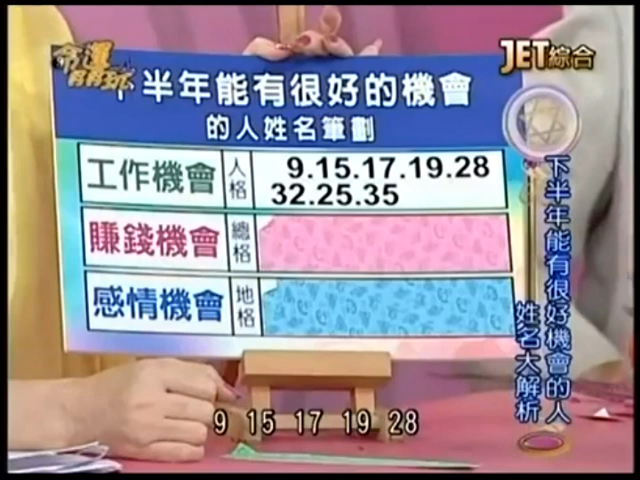 命運好好玩
JET綜合
下半年能有很好的機會
的人姓名筆劃
工作機會
人格
9.15.17.19.28
32.25.35
賺錢機會
總格
感情機會
地格
下半年能有很好機會的人
姓名大解析
9 15 17 19 28